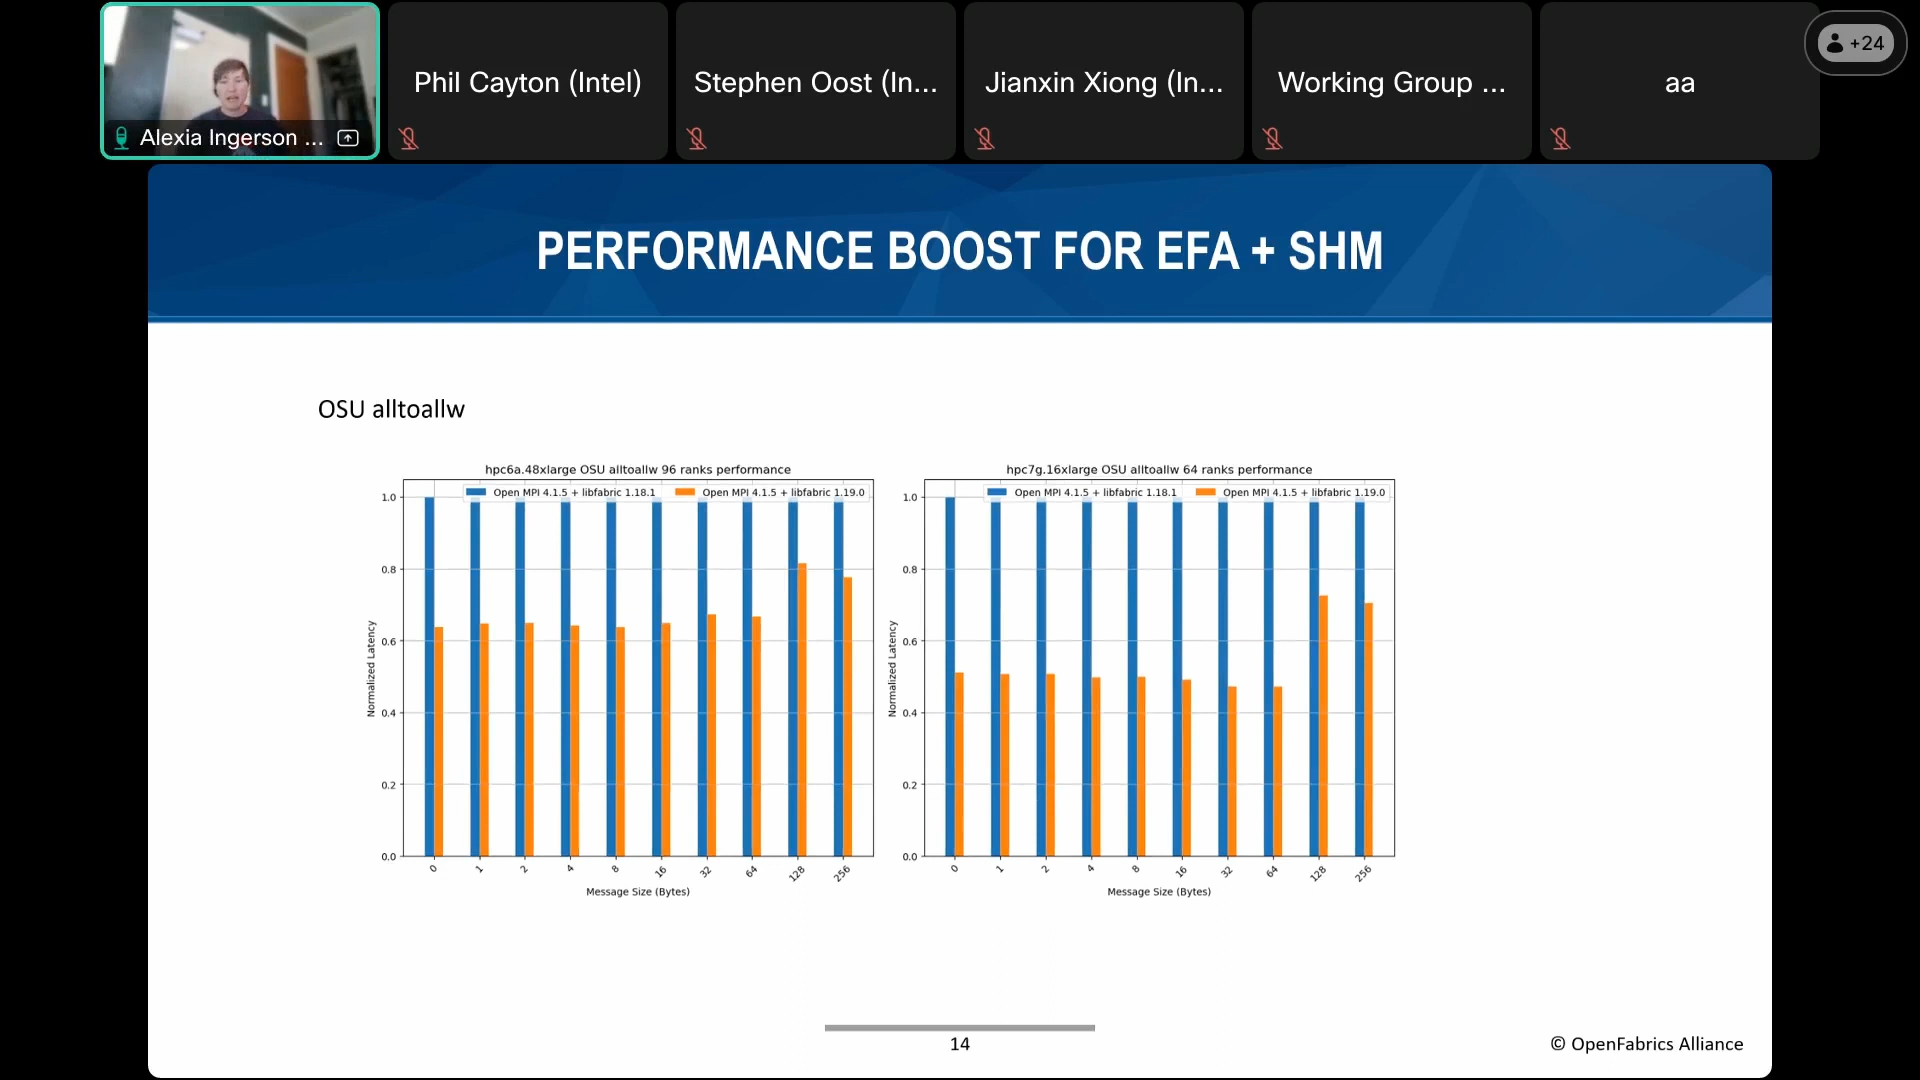 Alexia Ingerson ...
Phil Cayton (Intel)
Stephen Oost (In...
Jianxin Xiong (In...
Working Group ...
aa
+24
PERFORMANCE BOOST FOR EFA + SHM
OSU alltoallw
hpc6a.48xlarge OSU alltoallw 96 ranks performance
Open MPI 4.1.5 + libfabric 1.18.1
Open MPI 4.1.5 + libfabric 1.19.0
1.0
0.8
0.6
0.4
0.2
0.0
Normalized Latency
0 1 2 4 8 16 32 64 128 256
Message Size (Bytes)
hpc7g.16xlarge OSU alltoallw 64 ranks performance
Open MPI 4.1.5 + libfabric 1.18.1
Open MPI 4.1.5 + libfabric 1.19.0
1.0
0.8
0.6
0.4
0.2
0.0
Normalized Latency
0 1 2 4 8 16 32 64 128 256
Message Size (Bytes)
14
© OpenFabrics Alliance